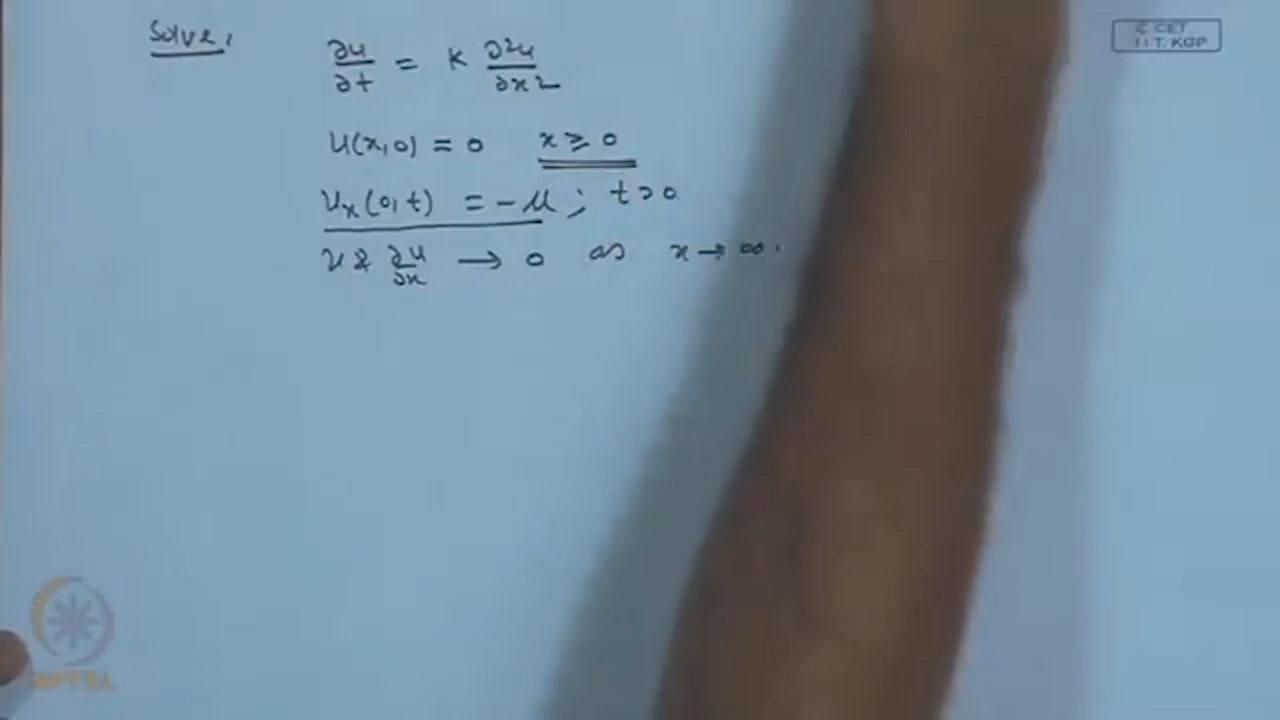 Solve,
∂u/∂t = K ∂²u/∂x²
u(x,0) = 0 x ≥ 0
u_x(0,t) = -μ ; t > 0
u & ∂u/∂x → 0 as x → ∞.
© CET
I.I.T. KGP
NPTEL